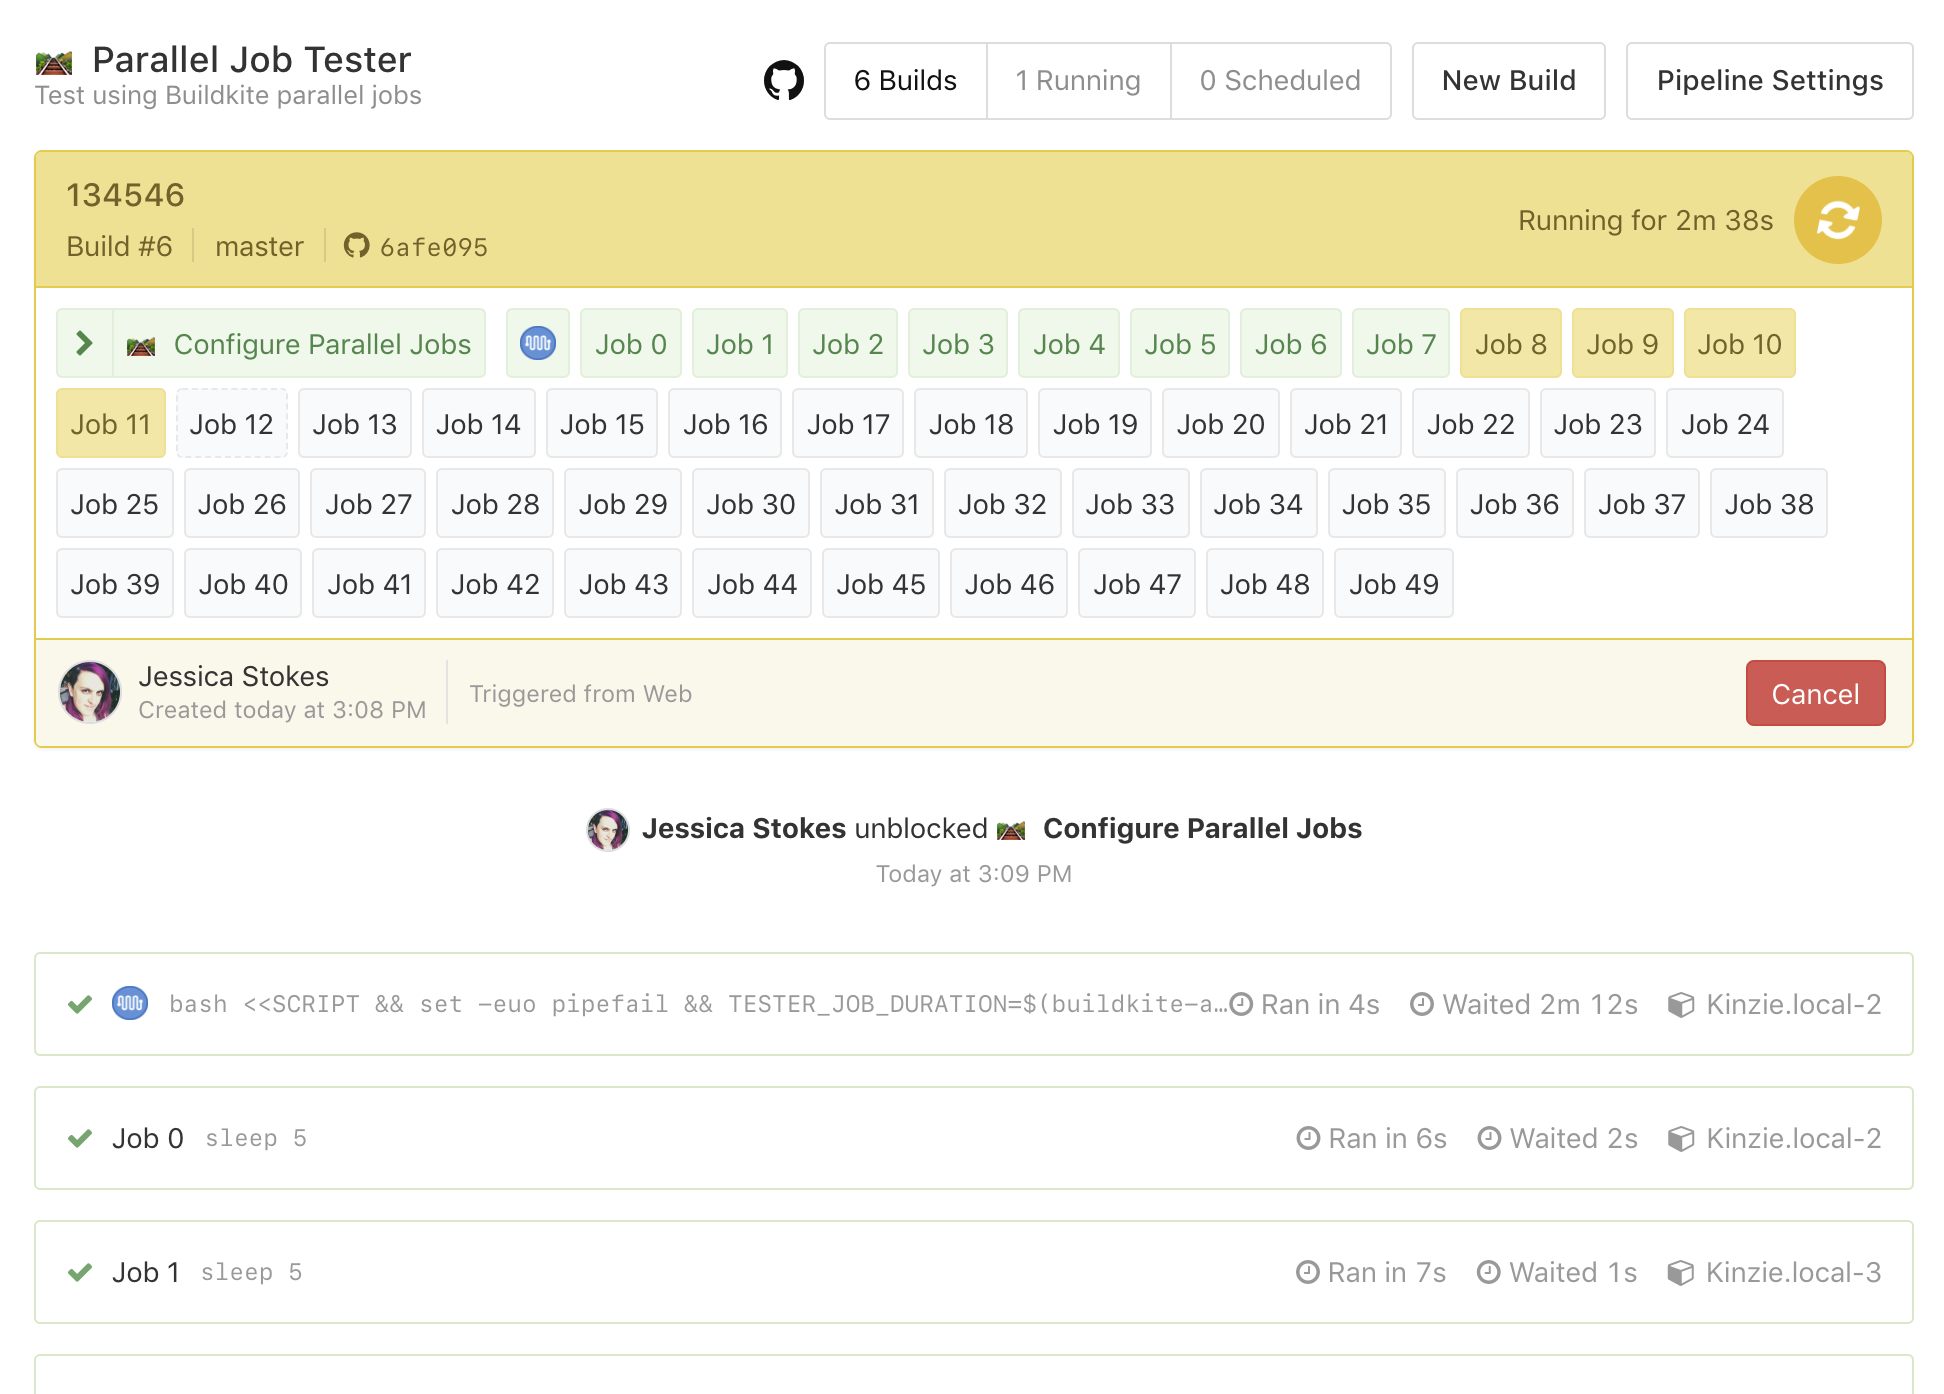 Parallel Job Tester
Test using Buildkite parallel jobs
6 Builds 1 Running 0 Scheduled New Build Pipeline Settings
134546
Build #6 master 6afe095
Running for 2m 38s
Configure Parallel Jobs Job 0 Job 1 Job 2 Job 3 Job 4 Job 5 Job 6 Job 7 Job 8 Job 9 Job 10
Job 11 Job 12 Job 13 Job 14 Job 15 Job 16 Job 17 Job 18 Job 19 Job 20 Job 21 Job 22 Job 23 Job 24
Job 25 Job 26 Job 27 Job 28 Job 29 Job 30 Job 31 Job 32 Job 33 Job 34 Job 35 Job 36 Job 37 Job 38
Job 39 Job 40 Job 41 Job 42 Job 43 Job 44 Job 45 Job 46 Job 47 Job 48 Job 49
Jessica Stokes
Created today at 3:08 PM
Triggered from Web
Cancel
Jessica Stokes unblocked Configure Parallel Jobs
Today at 3:09 PM
bash <<SCRIPT && set -euo pipefail && TESTER_JOB_DURATION=$(buildkite-a… Ran in 4s Waited 2m 12s Kinzie.local-2
Job 0 sleep 5 Ran in 6s Waited 2s Kinzie.local-2
Job 1 sleep 5 Ran in 7s Waited 1s Kinzie.local-3